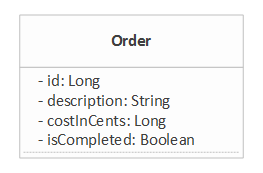 Order
- id: Long
- description: String
- costInCents: Long
- isCompleted: Boolean